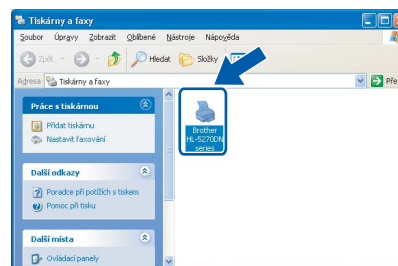 Tiskárny a faxy
Soubor Úpravy Zobrazit Oblíbené Nástroje Nápověda
Zpět Hledat Složky
Adresa Tiskárny a faxy
Práce s tiskárnou
Přidat tiskárnu
Nastavit faxování
Brother
HL-5270DN
series
Další odkazy
Poradce při potížích s tiskem
Pomoc při tisku
Další místa
Ovládací panely